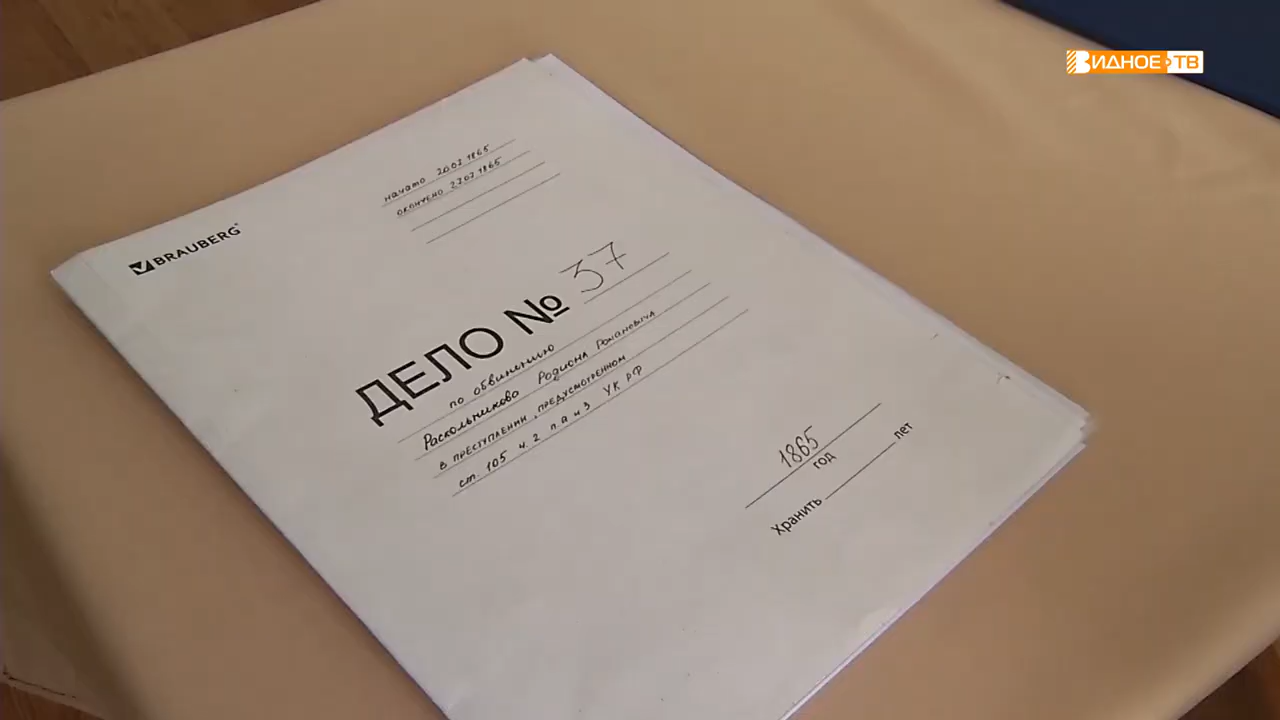 ВИДНОЕ ТВ
начато 20.02.1865
окончено 27.02.1865
BRAUBERG®
ДЕЛО № 37
по обвинению
Раскольникова Родиона Романовича
в преступлении, предусмотренном
ст. 105 ч. 2 п.
УК РФ
1865
год
Хранить лет